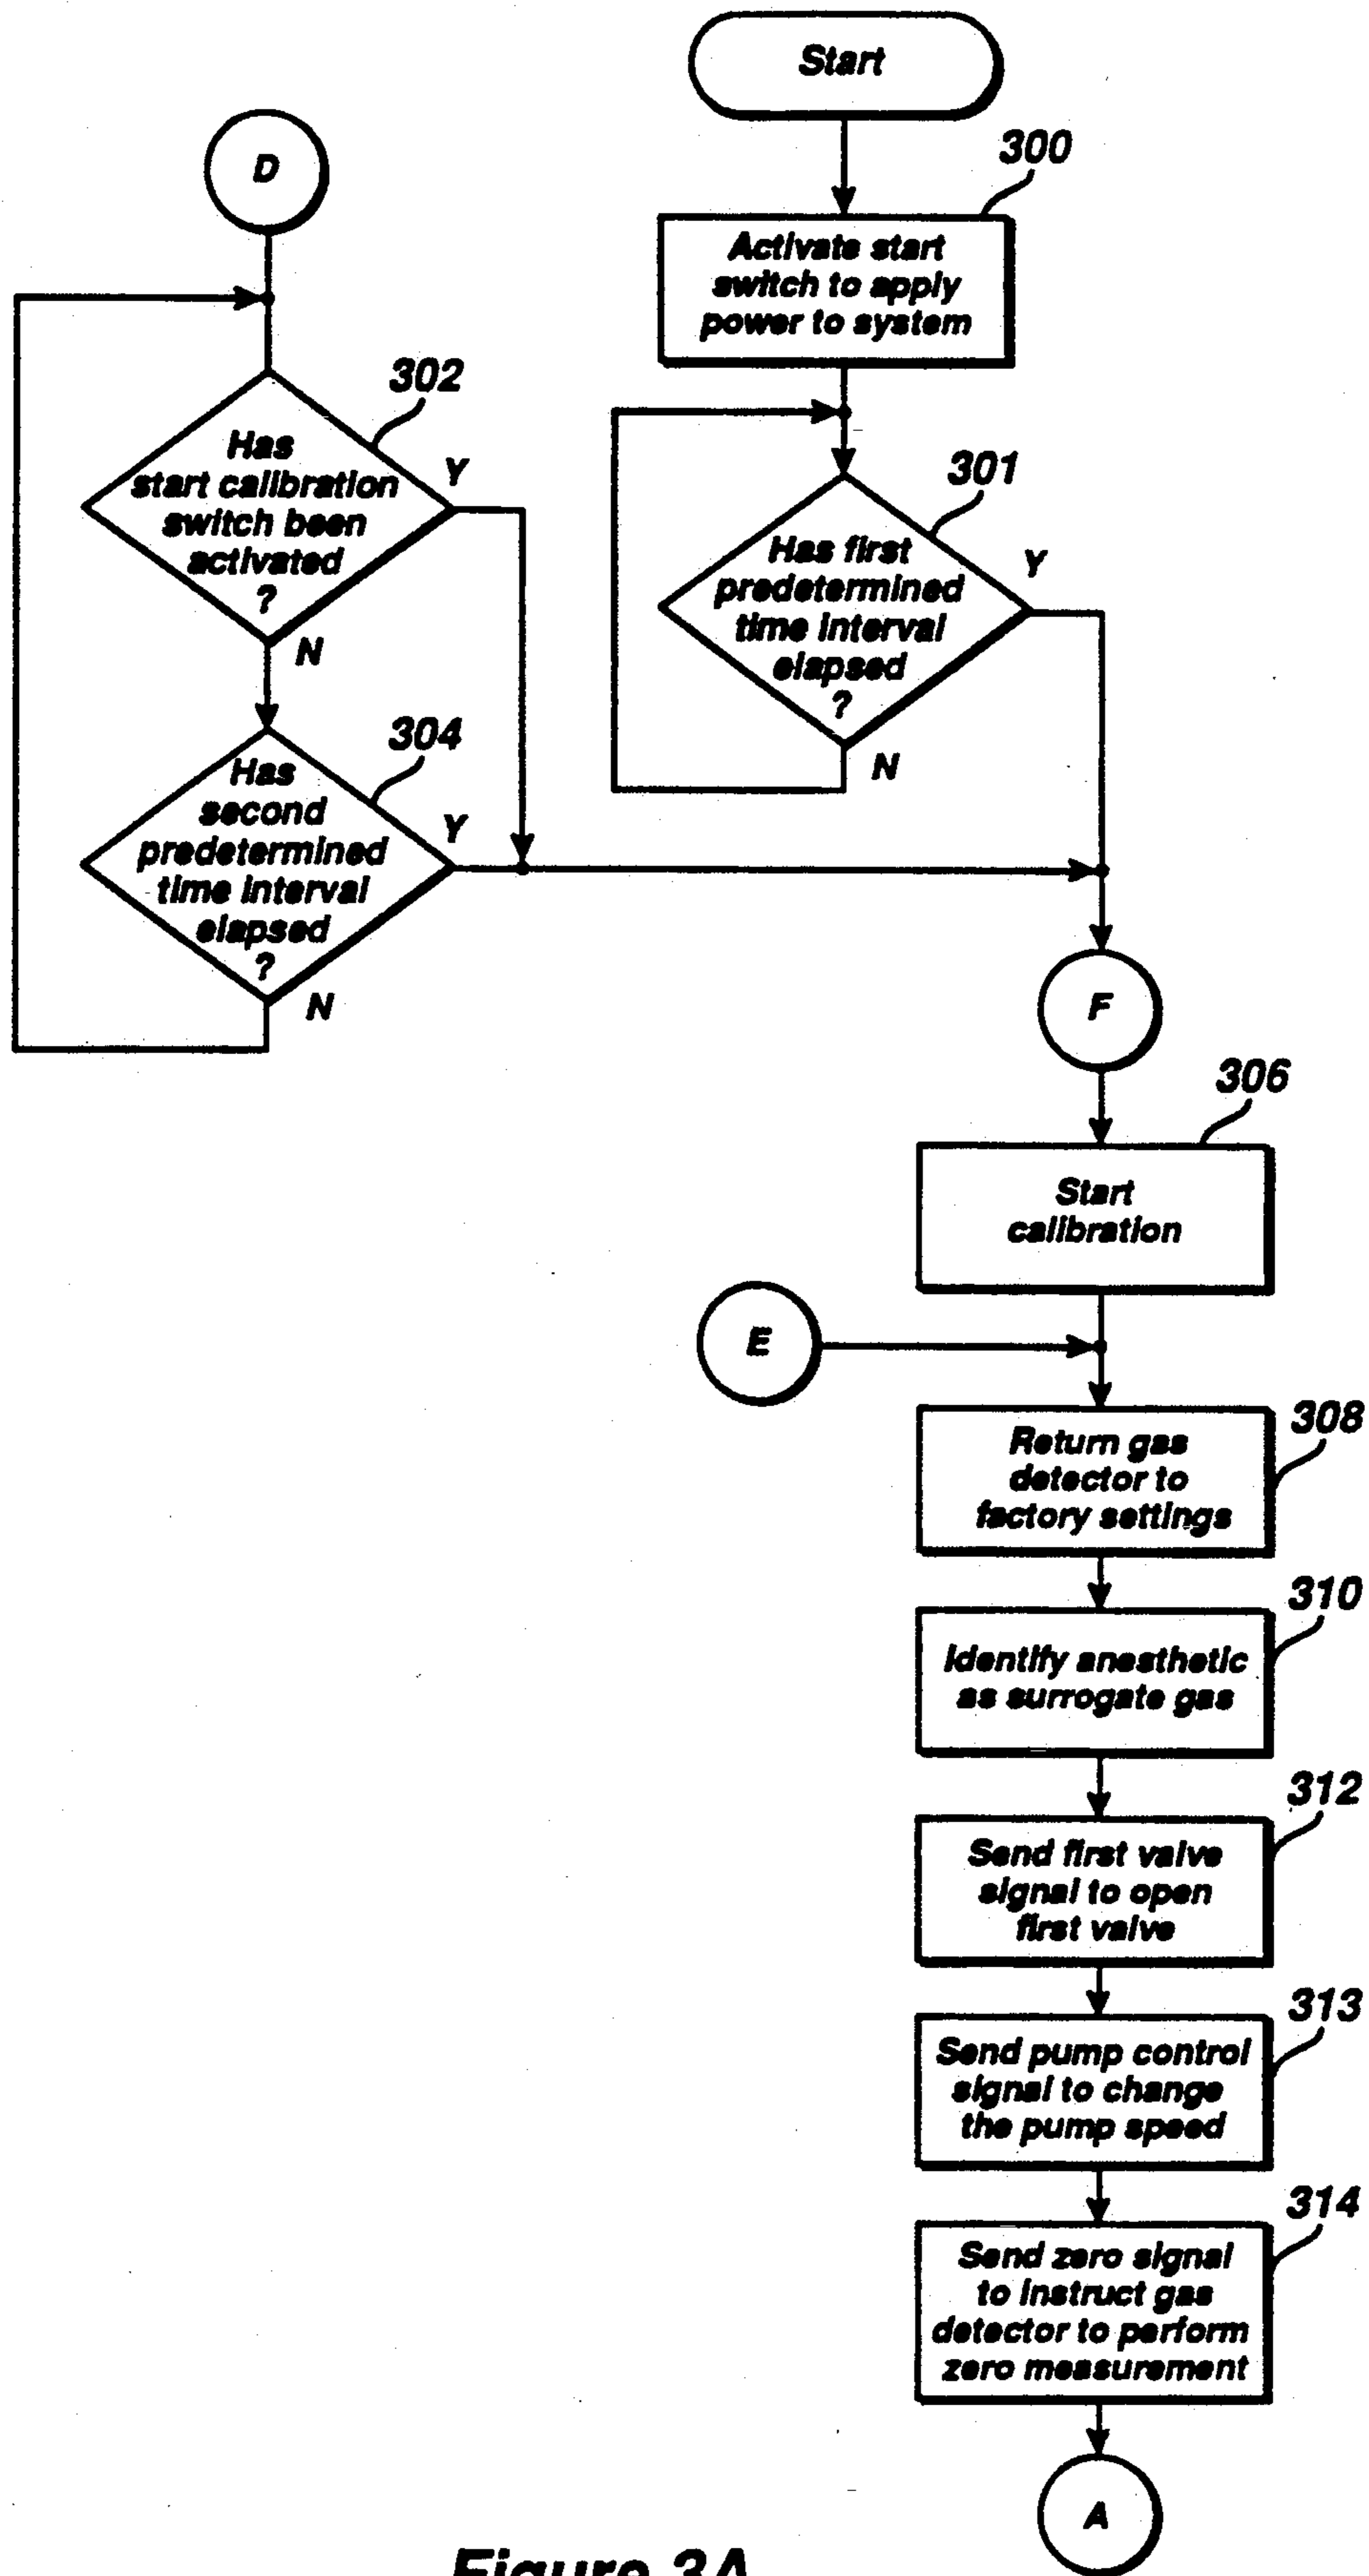 Start
300
Activate start
switch to apply
power to system
301
Has first
predetermined
time interval
elapsed
?
Y
N
D
302
Has
start calibration
switch been
activated
?
Y
N
304
Has
second
predetermined
time interval
elapsed
?
Y
N
F
306
Start
calibration
E
308
Return gas
detector to
factory settings
310
Identify anesthetic
as surrogate gas
312
Send first valve
signal to open
first valve
313
Send pump control
signal to change
the pump speed
314
Send zero signal
to instruct gas
detector to perform
zero measurement
A
Figure 3A